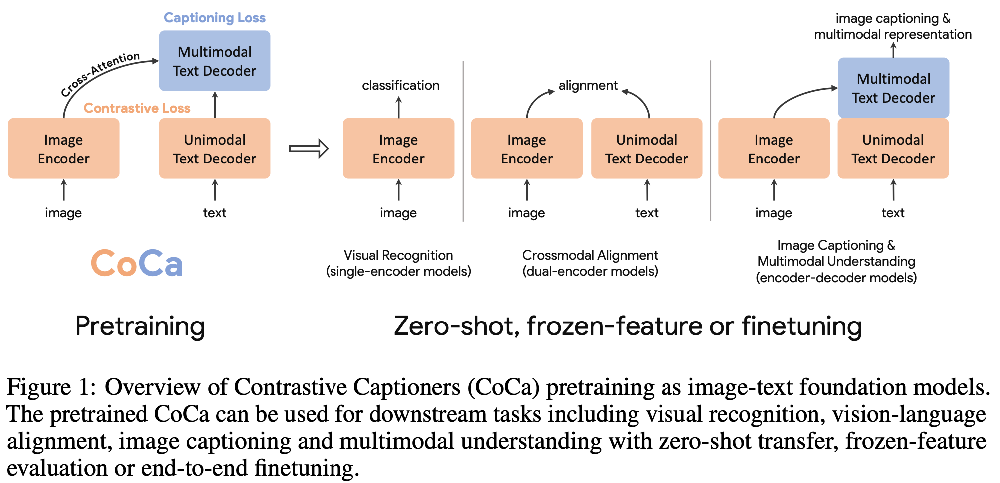 Captioning Loss
Multimodal
Text Decoder
Cross-Attention
Contrastive Loss
Image
Encoder
Unimodal
Text Decoder
image
text
CoCa
Pretraining
classification
Image
Encoder
image
Visual Recognition
(single-encoder models)
alignment
Image
Encoder
Unimodal
Text Decoder
image
text
Crossmodal Alignment
(dual-encoder models)
image captioning &
multimodal representation
Multimodal
Text Decoder
Image
Encoder
Unimodal
Text Decoder
image
text
Image Captioning &
Multimodal Understanding
(encoder-decoder models)
Zero-shot, frozen-feature or finetuning
Figure 1: Overview of Contrastive Captioners (CoCa) pretraining as image-text foundation models.
The pretrained CoCa can be used for downstream tasks including visual recognition, vision-language
alignment, image captioning and multimodal understanding with zero-shot transfer, frozen-feature
evaluation or end-to-end finetuning.